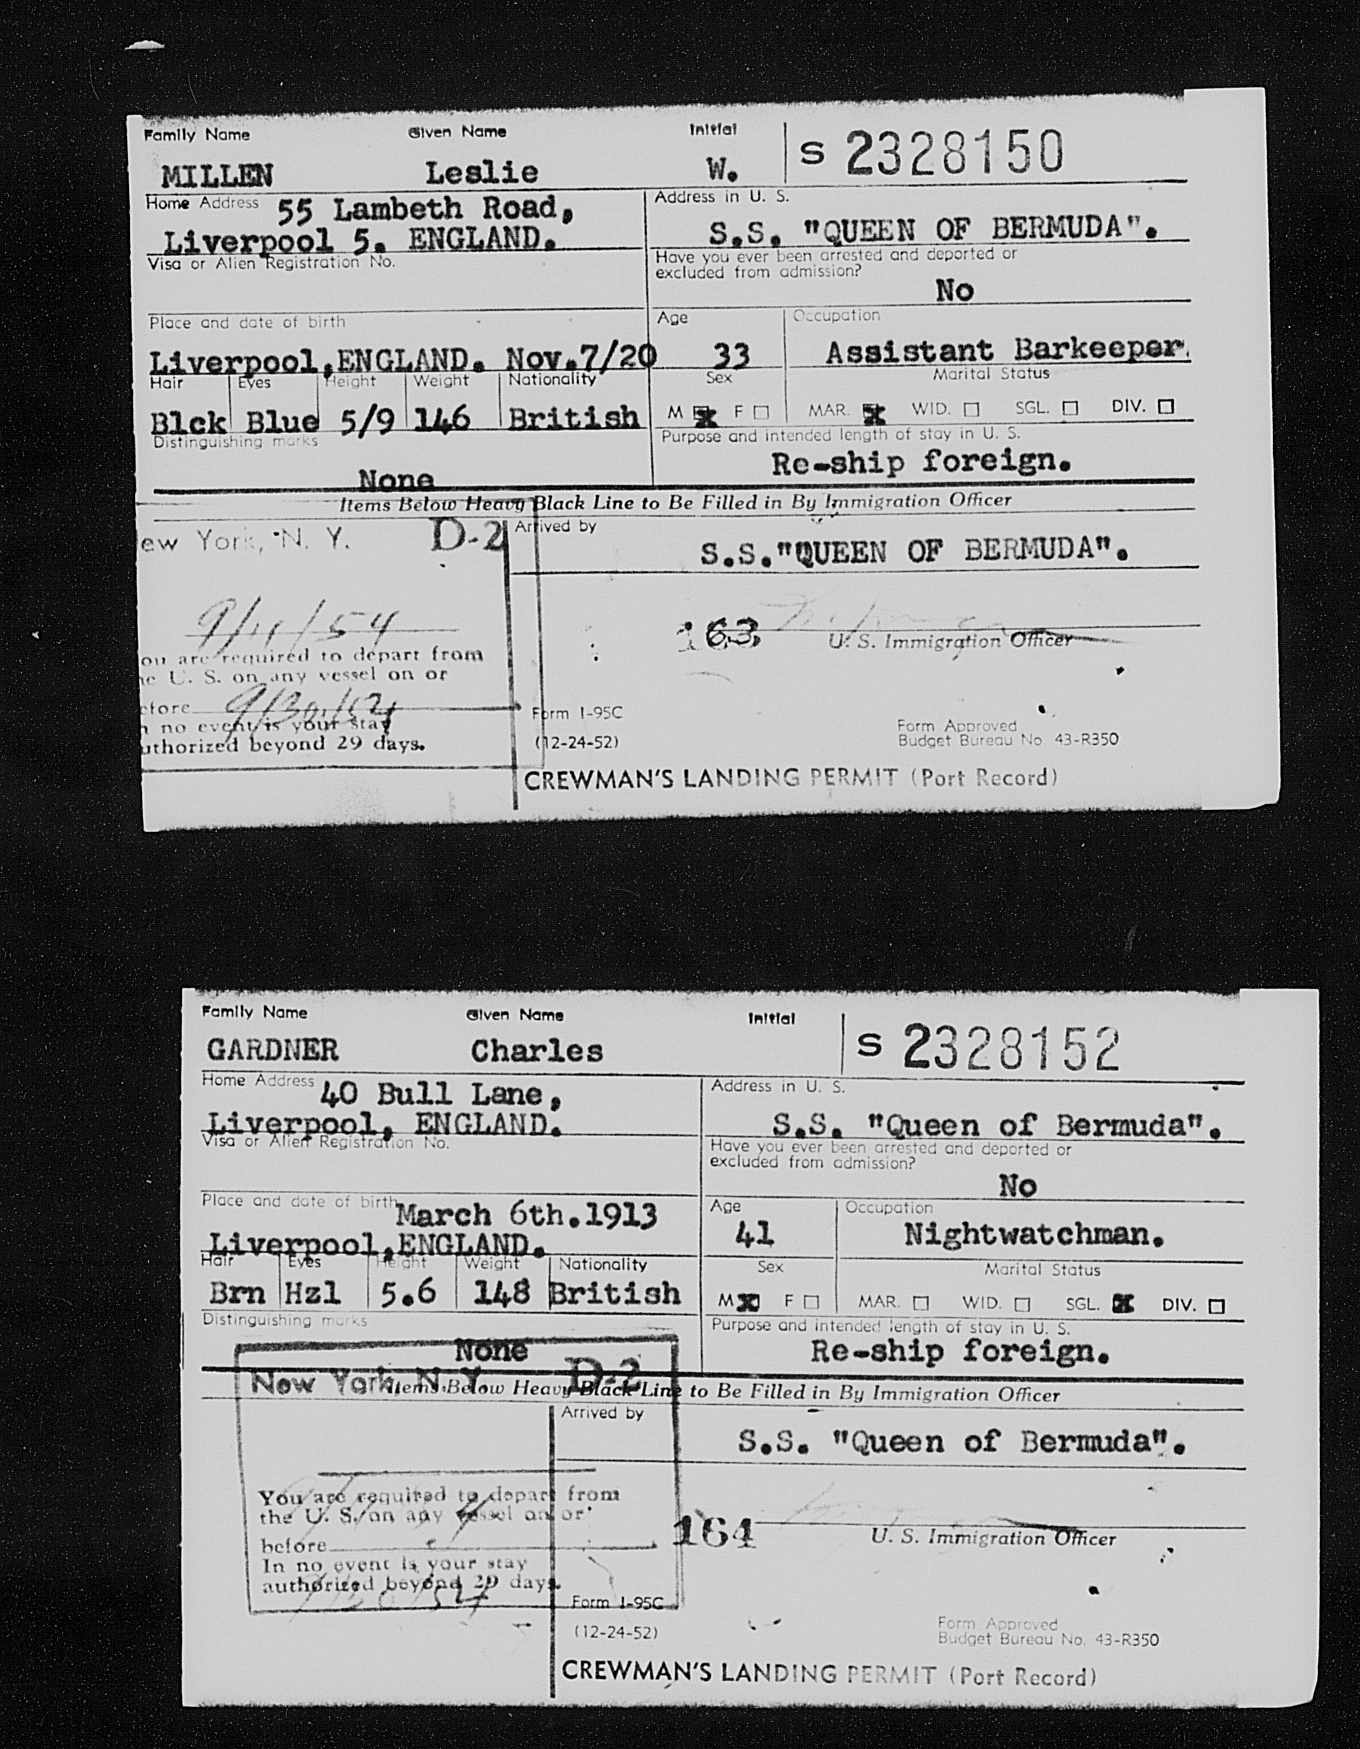 Family Name Given Name Initial S 2328150
MILLEN Leslie W.
Home Address 55 Lambeth Road, Address in U. S.
Liverpool 5. ENGLAND. S.S. "QUEEN OF BERMUDA".
Visa or Alien Registration No. Have you ever been arrested and deported or
excluded from admission?
No
Place and date of birth Age Occupation
Liverpool, ENGLAND. Nov.7/20 33 Assistant Barkeeper.
Hair Eyes Height Weight Nationality Sex Marital Status
Blck Blue 5/9 146 British M F MAR. WID. SGL. DIV.
Distinguishing marks Purpose and intended length of stay in U. S.
None Re-ship foreign.
Items Below Heavy Black Line to Be Filled in By Immigration Officer
ew York, N. Y. D-2 Arrived by
S.S."QUEEN OF BERMUDA".
9/11/54
163 U. S. Immigration Officer
ou are required to depart from
he U. S. on any vessel on or
efore 9/30/54
n no event is your stay
uthorized beyond 29 days.
Form I-95C
(12-24-52)
Form Approved
Budget Bureau No. 43-R350
CREWMAN'S LANDING PERMIT (Port Record)
Family Name Given Name Initial S 2328152
GARDNER Charles
Home Address 40 Bull Lane, Address in U. S.
Liverpool, ENGLAND. S.S. "Queen of Bermuda".
Visa or Alien Registration No. Have you ever been arrested and deported or
excluded from admission?
No
Place and date of birth March 6th.1913 Age Occupation
Liverpool, ENGLAND. 41 Nightwatchman.
Hair Eyes Height Weight Nationality Sex Marital Status
Brn Hzl 5.6 148 British M F MAR. WID. SGL. DIV.
Distinguishing marks Purpose and intended length of stay in U. S.
None Re-ship foreign.
New York, N. Y. D-2
Items Below Heavy Black Line to Be Filled in By Immigration Officer
Arrived by
S.S. "Queen of Bermuda".
You are required to depart from
the U. S. on any vessel on or
before
In no event is your stay
authorized beyond 29 days.
164 U. S. Immigration Officer
Form I-95C
(12-24-52)
Form Approved
Budget Bureau No. 43-R350
CREWMAN'S LANDING PERMIT (Port Record)